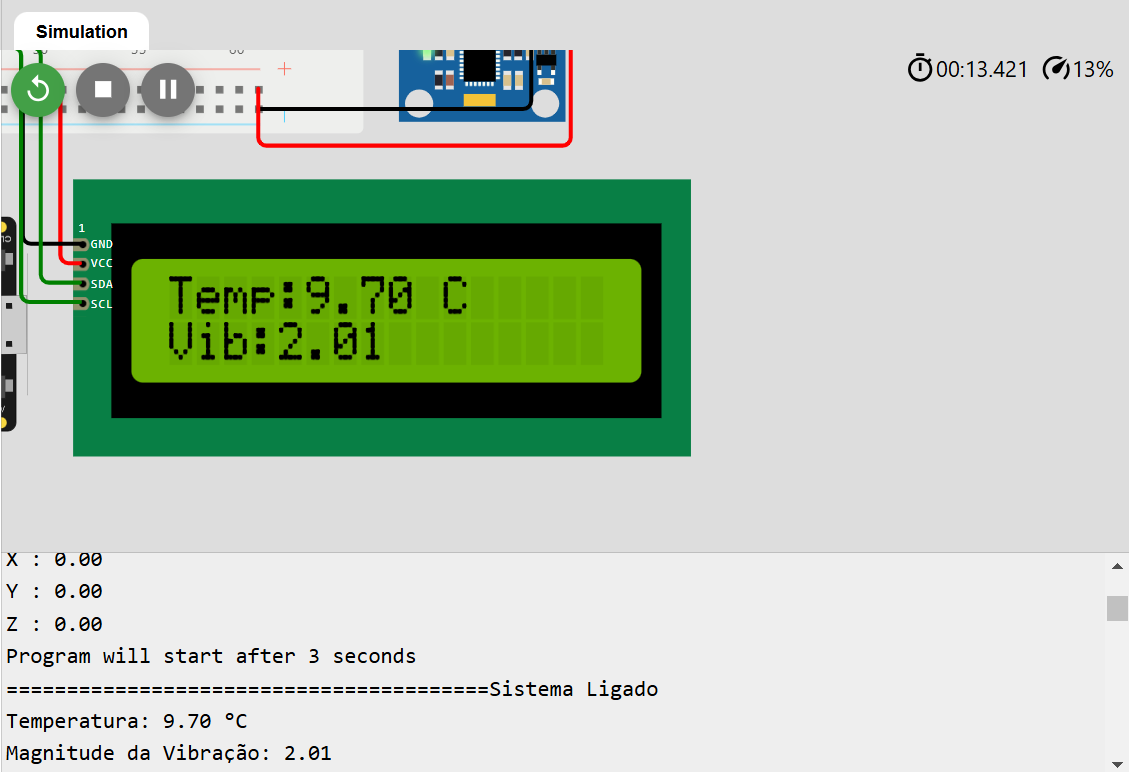 Simulation
00:13.421 13%
1
GND
VCC
SDA
SCL
Temp:9.70 C
Vib:2.01
X : 0.00
Y : 0.00
Z : 0.00
Program will start after 3 seconds
========================================Sistema Ligado
Temperatura: 9.70 °C
Magnitude da Vibração: 2.01